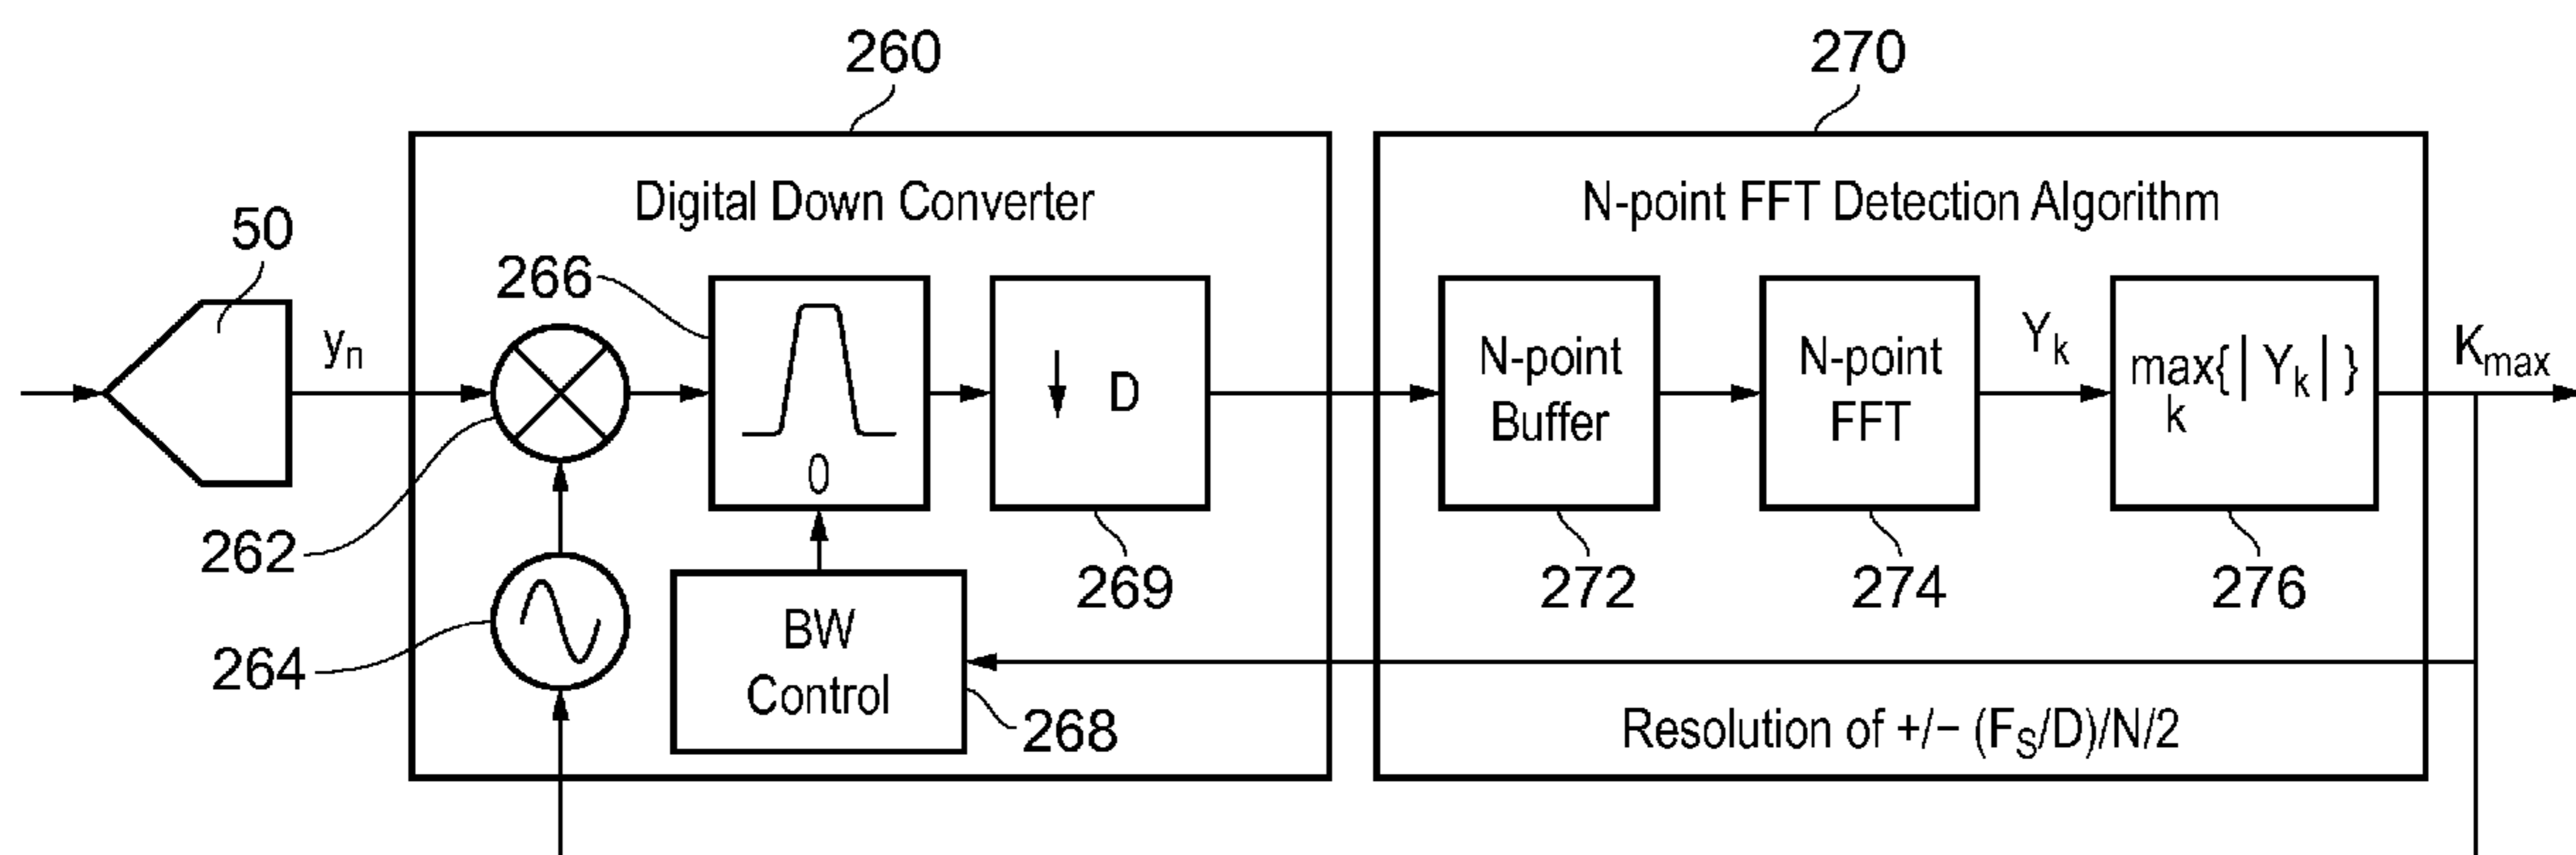 260
270
Digital Down Converter
N-point FFT Detection Algorithm
50
266
yn
N-point
Buffer
N-point
FFT
Yk
max{|Yk|}
k
Kmax
D
0
262
269
272
274
276
264
BW
Control
268
Resolution of +/− (FS/D)/N/2